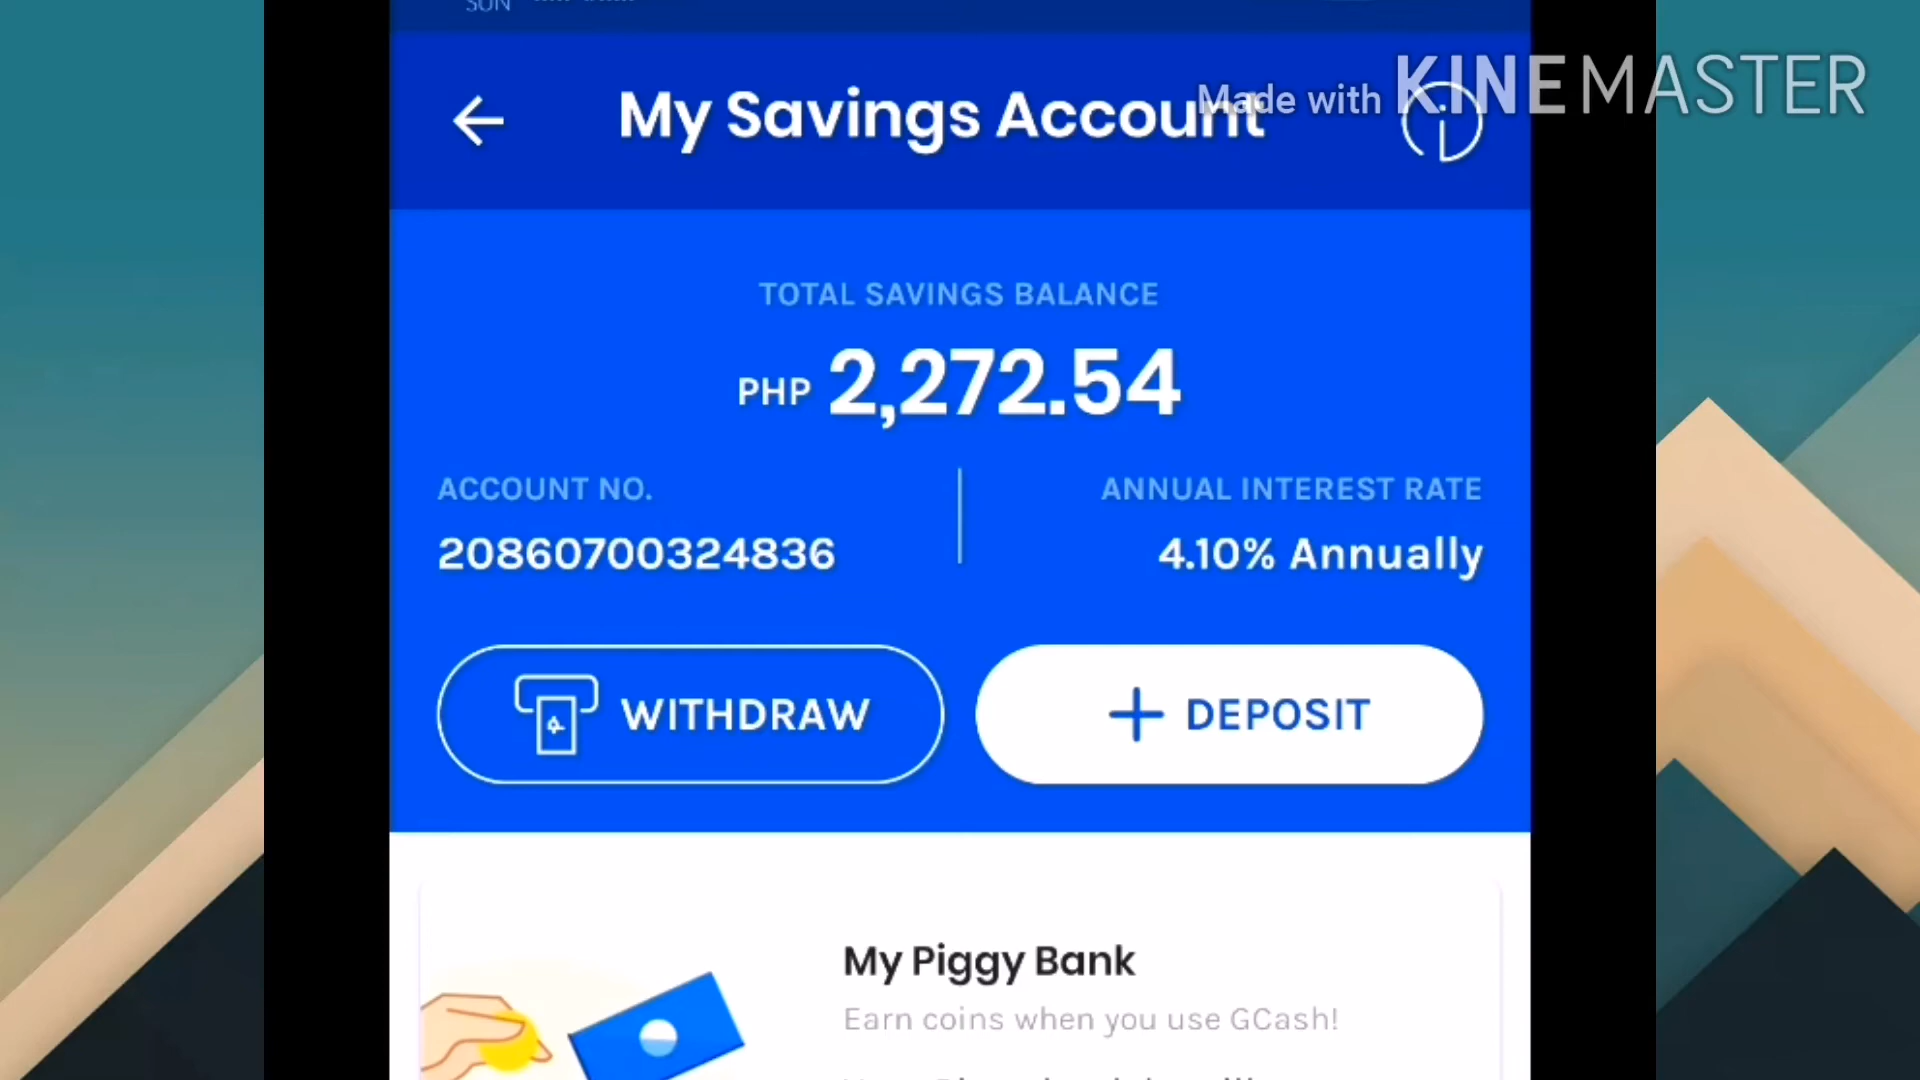 SUN
Made with KINEMASTER
My Savings Account
TOTAL SAVINGS BALANCE
PHP 2,272.54
ACCOUNT NO.
20860700324836
ANNUAL INTEREST RATE
4.10% Annually
WITHDRAW
DEPOSIT
My Piggy Bank
Earn coins when you use GCash!